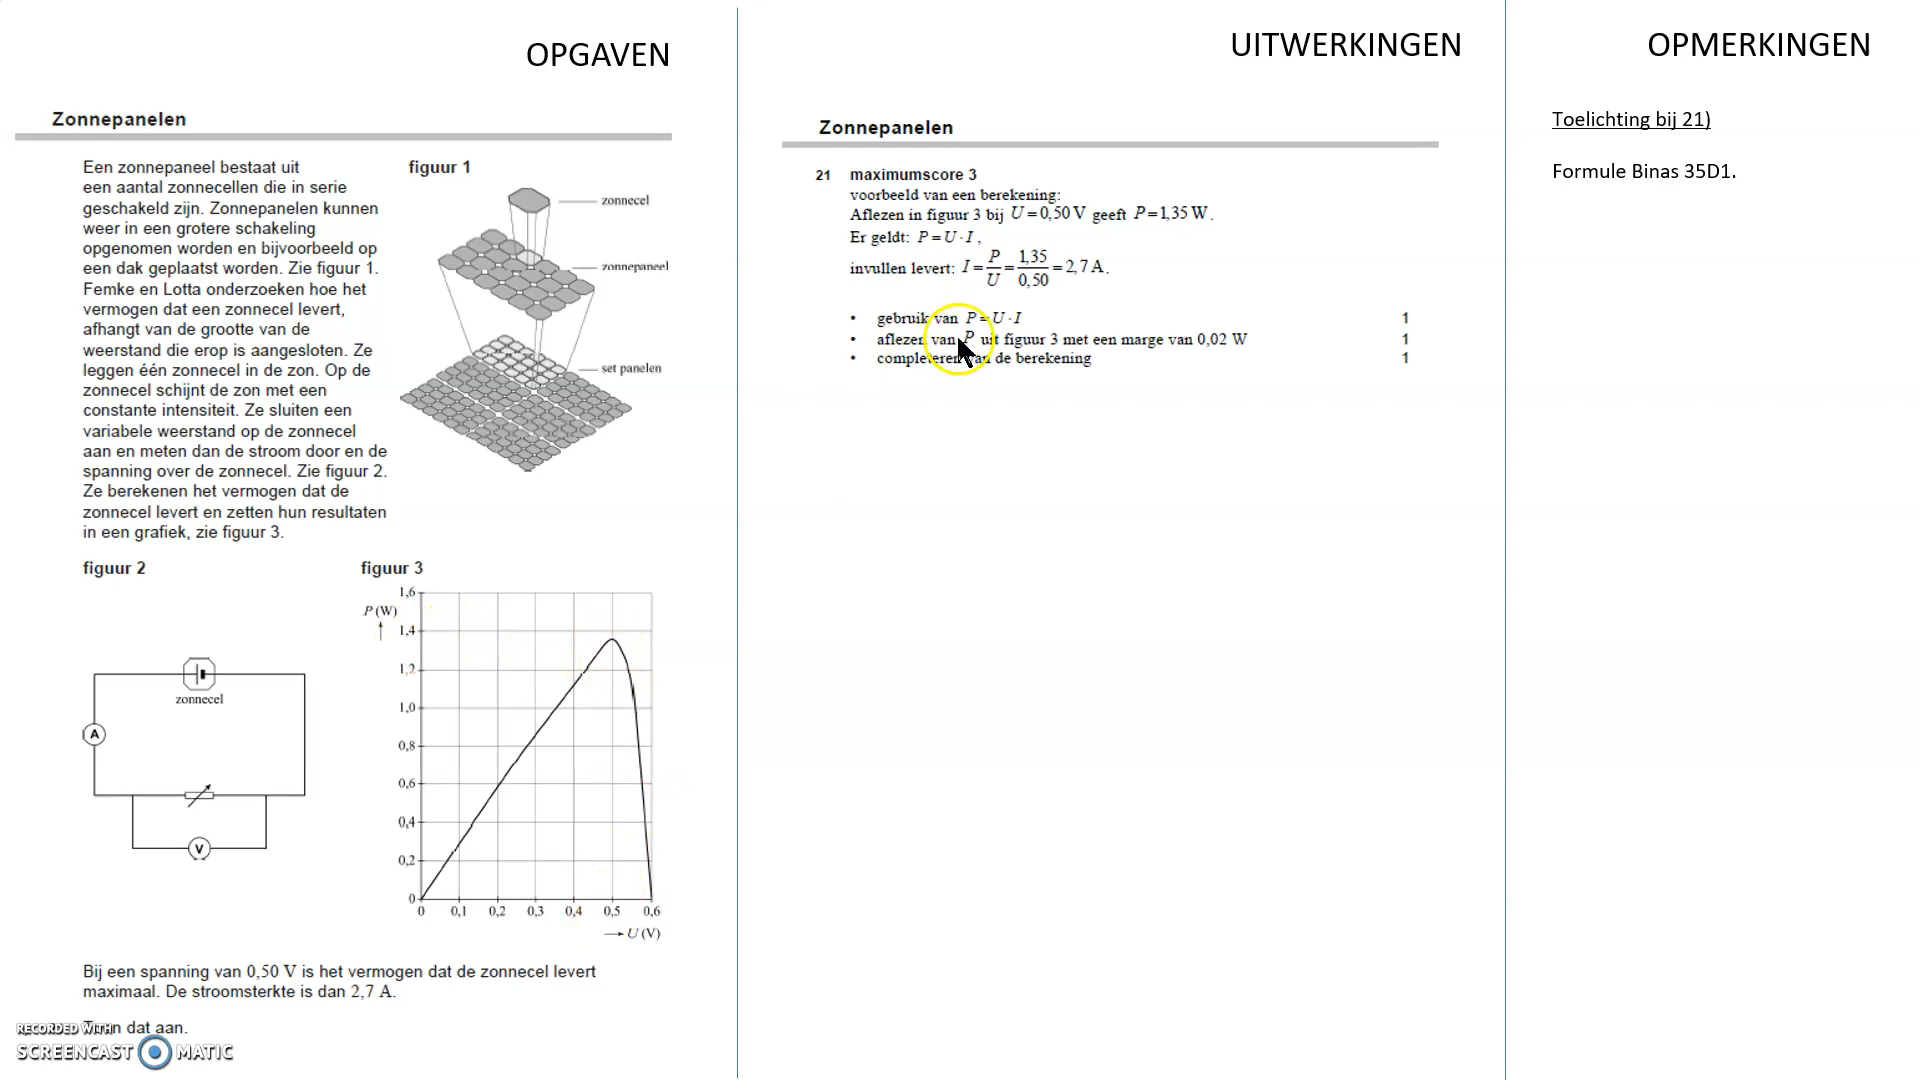 OPGAVEN
Zonnepanelen
Een zonnepaneel bestaat uit
een aantal zonnecellen die in serie
geschakeld zijn. Zonnepanelen kunnen
weer in een grotere schakeling
opgenomen worden en bijvoorbeeld op
een dak geplaatst worden. Zie figuur 1.
Femke en Lotta onderzoeken hoe het
vermogen dat een zonnecel levert,
afhangt van de grootte van de
weerstand die erop is aangesloten. Ze
leggen één zonnecel in de zon. Op de
zonnecel schijnt de zon met een
constante intensiteit. Ze sluiten een
variabele weerstand op de zonnecel
aan en meten dan de stroom door en de
spanning over de zonnecel. Zie figuur 2.
Ze berekenen het vermogen dat de
zonnecel levert en zetten hun resultaten
in een grafiek, zie figuur 3.
figuur 1
zonnecel
zonnepaneel
set panelen
figuur 2
zonnecel
A
V
figuur 3
P (W)
1,6
1,4
1,2
1,0
0,8
0,6
0,4
0,2
0
0 0,1 0,2 0,3 0,4 0,5 0,6
→ U (V)
Bij een spanning van 0,50 V is het vermogen dat de zonnecel levert
maximaal. De stroomsterkte is dan 2,7 A.
dat aan.
RECORDED WITH
SCREENCAST MATIC
UITWERKINGEN
Zonnepanelen
21 maximumscore 3
voorbeeld van een berekening:
Aflezen in figuur 3 bij U = 0,50 V geeft P = 1,35 W.
Er geldt: P = U · I,
invullen levert: I = P/U = 1,35/0,50 = 2,7 A.
• gebruik van P = U · I 1
• aflezen van P uit figuur 3 met een marge van 0,02 W 1
• completeren van de berekening 1
OPMERKINGEN
Toelichting bij 21)
Formule Binas 35D1.